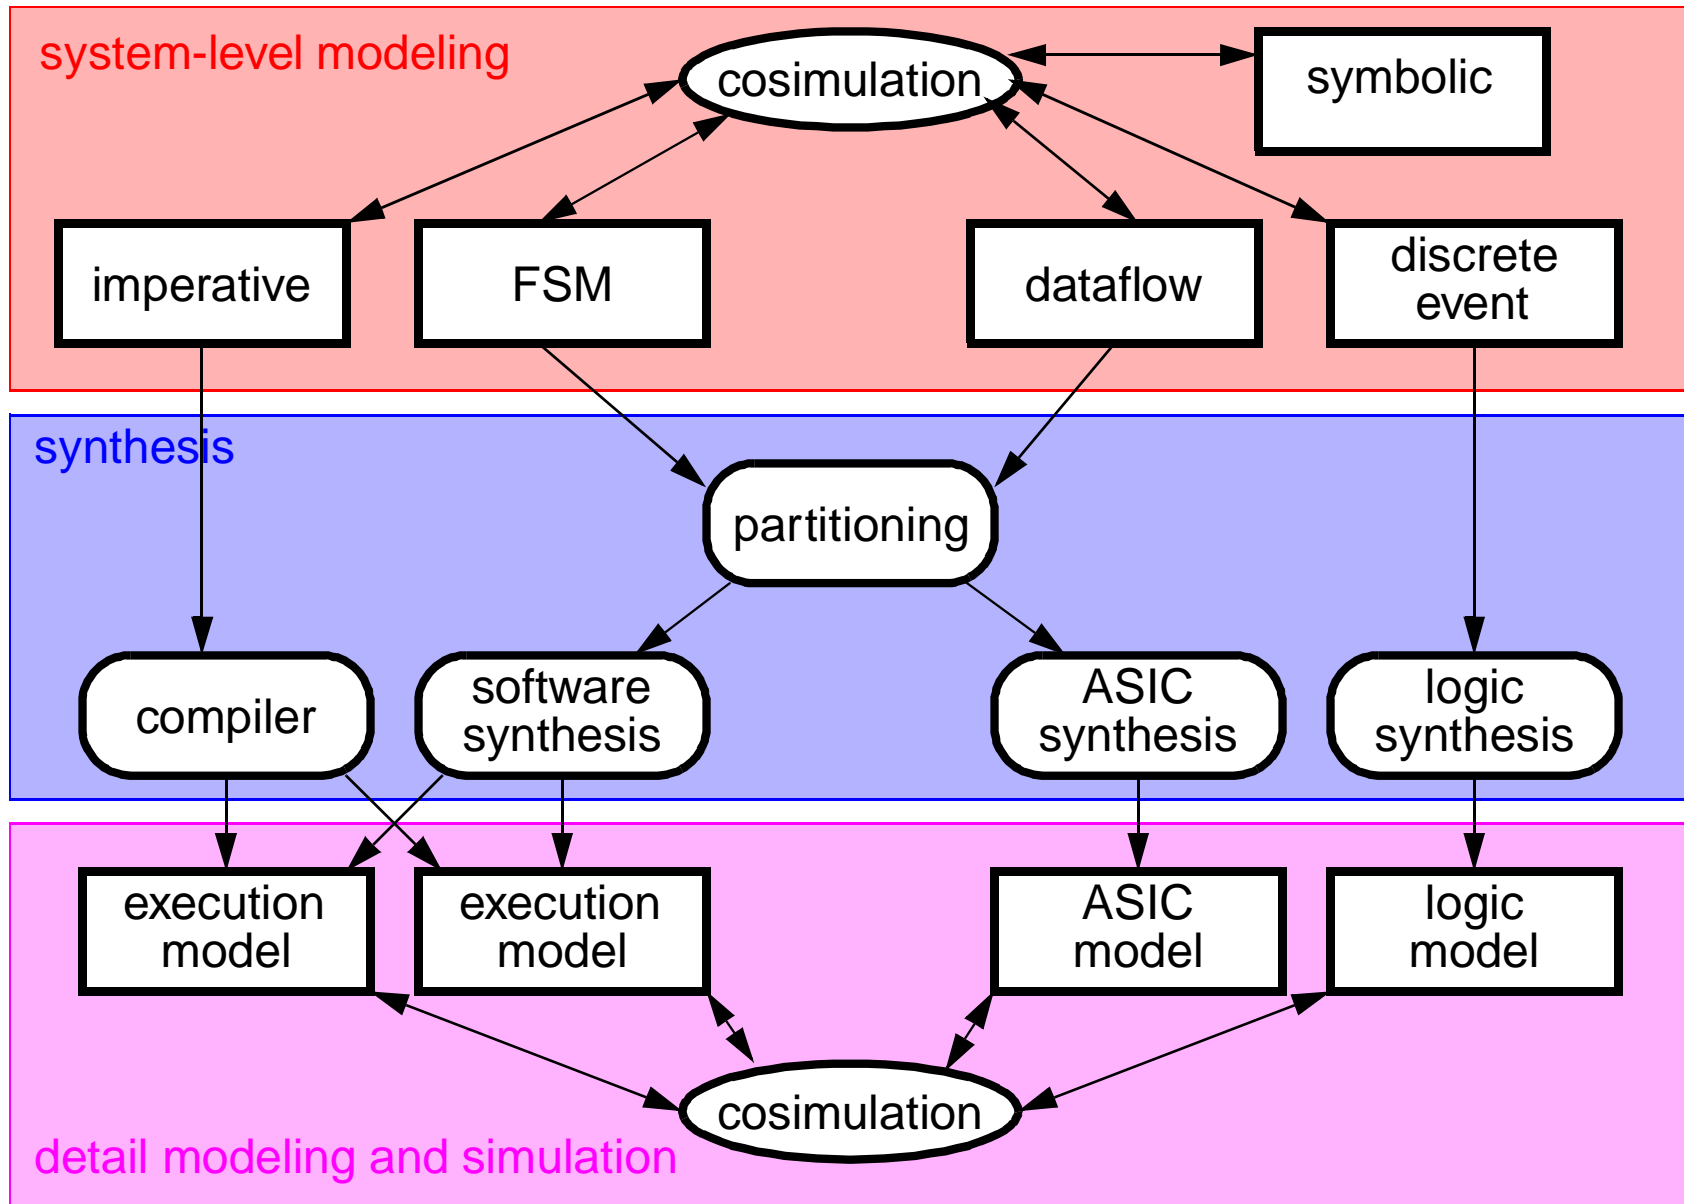 system-level modeling
cosimulation
symbolic
imperative
FSM
dataflow
discrete
event
synthesis
partitioning
compiler
software
synthesis
ASIC
synthesis
logic
synthesis
execution
model
execution
model
ASIC
model
logic
model
cosimulation
detail modeling and simulation